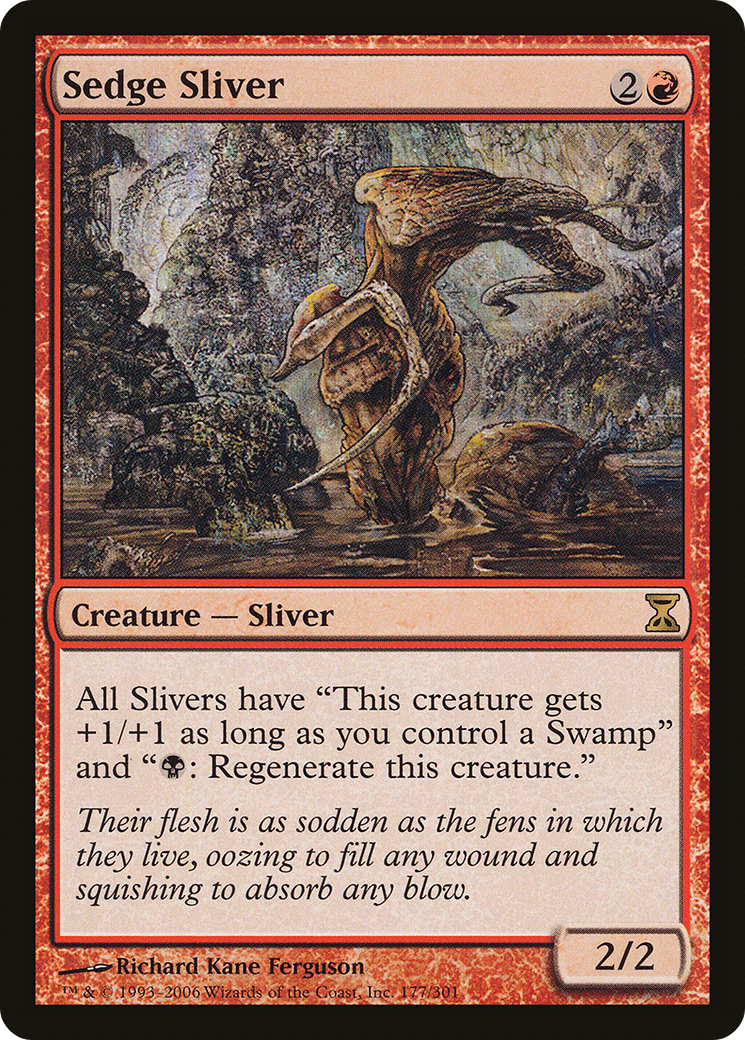 Sedge Sliver 2
Creature — Sliver
All Slivers have “This creature gets
+1/+1 as long as you control a Swamp”
and “: Regenerate this creature.”
Their flesh is as sodden as the fens in which
they live, oozing to fill any wound and
squishing to absorb any blow.
2/2
Richard Kane Ferguson
™ & © 1993–2006 Wizards of the Coast, Inc. 177/301